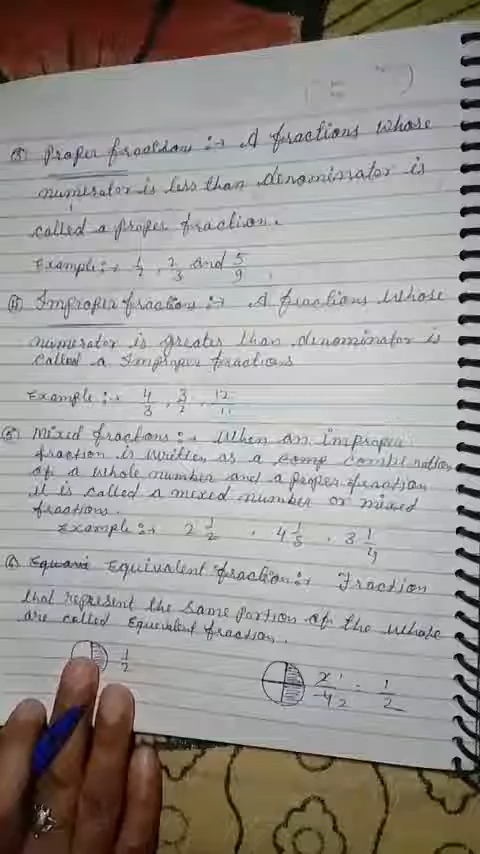 Proper fraction :→ A fractions whose
numerator is less than denominator is
called a proper fraction.
Example :→ 1/2, 2/3 and 5/9.
Improper fraction :→ A fractions whose
numerator is greater than denominator is
called a Improper fractions
Example :→ 4/3, 3/2, 12/11
Mixed fractions :→ When an improper
fraction is written as a comp combination
of a whole number and a proper fraction
it is called a mixed number or mixed
fractions.
Example :→ 2 1/2, 4 1/5, 3 1/4
Equivalent fraction :→ Fraction
that represent the same portion of the whole
are called Equivalent fraction.
1/2
2 1/4 2 = 1/2